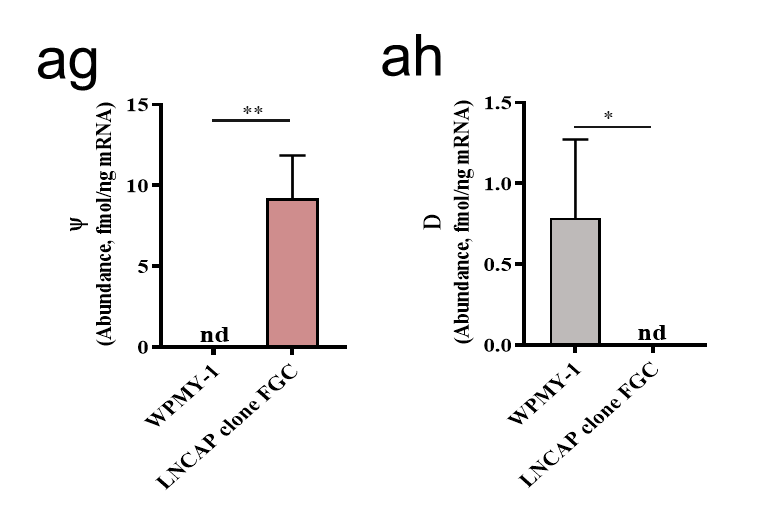 ag
ψ
(Abundance, fmol/ng mRNA)
15
10
5
0
**
nd
WPMY-1
LNCAP clone FGC
ah
D
(Abundance, fmol/ng mRNA)
1.5
1.0
0.5
0.0
*
nd
WPMY-1
LNCAP clone FGC